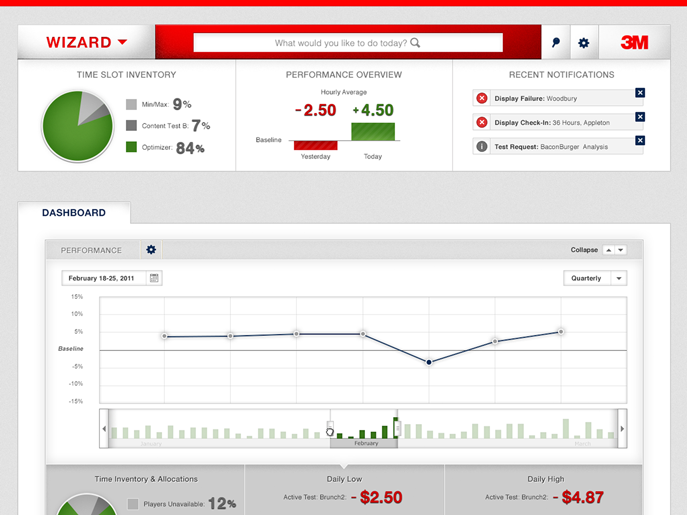 WIZARD
What would you like to do today?
3M
TIME SLOT INVENTORY
Min/Max: 9%
Content Test B: 7%
Optimizer: 84%
PERFORMANCE OVERVIEW
Hourly Average
-2.50 +4.50
Baseline
Yesterday Today
RECENT NOTIFICATIONS
Display Failure: Woodbury
Display Check-In: 36 Hours, Appleton
Test Request: BaconBurger Analysis
DASHBOARD
PERFORMANCE
Collapse
February 18-25, 2011
Quarterly
15%
10%
5%
Baseline
-5%
-10%
-15%
January February March
Time Inventory & Allocations
Players Unavailable: 12%
Daily Low
Active Test: Brunch2: - $2.50
Daily High
Active Test: Brunch2: - $4.87